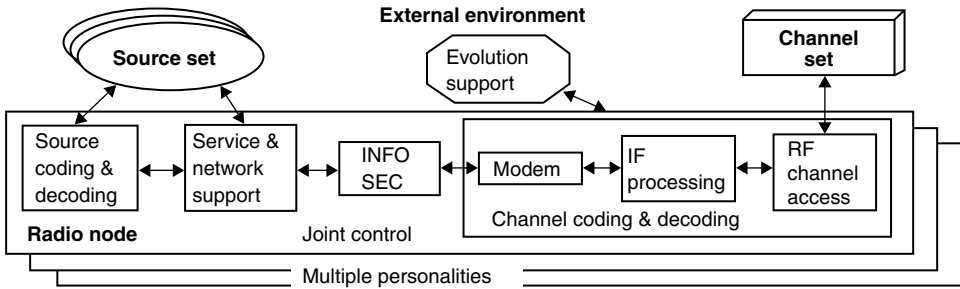 External environment
Source set
Evolution
support
Channel
set
Source
coding &
decoding
Service &
network
support
INFO
SEC
Modem
IF
processing
RF
channel
access
Channel coding & decoding
Radio node
Joint control
Multiple personalities